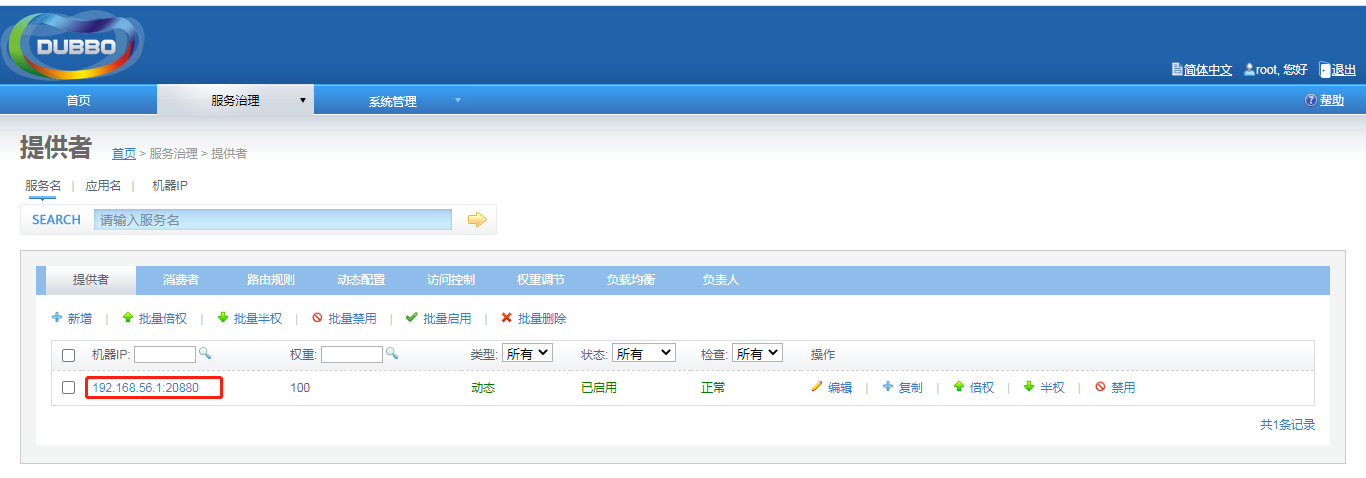 DUBBO
简体中文 root, 您好 退出
首页 服务治理 系统管理 帮助
提供者 首页 > 服务治理 > 提供者
服务名 | 应用名 | 机器IP
SEARCH 请输入服务名
提供者 消费者 路由规则 动态配置 访问控制 权重调节 负载均衡 负责人
新增 | 批量倍权 | 批量半权 | 批量禁用 | 批量启用 | 批量删除
机器IP: 权重: 类型: 所有 状态: 所有 检查: 所有 操作
192.168.56.1:20880 100 动态 已启用 正常 编辑 | 复制 | 倍权 | 半权 | 禁用
共1条记录